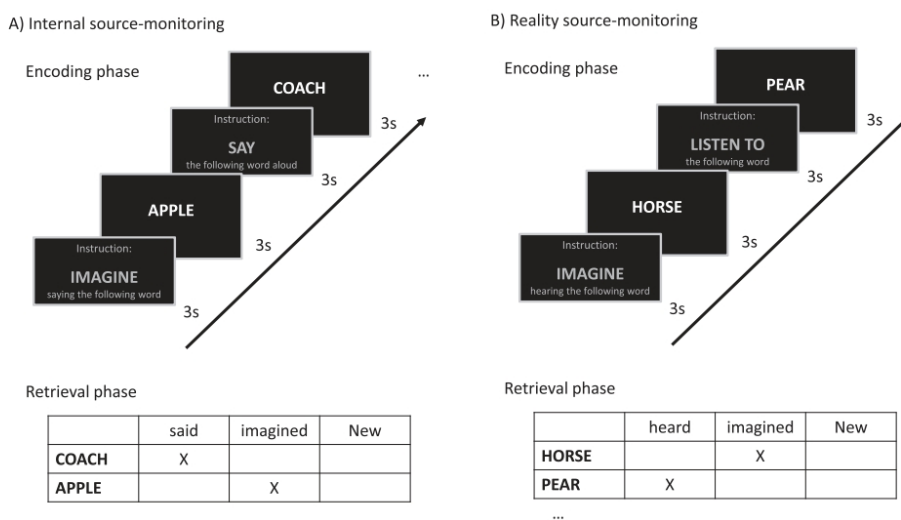 A) Internal source-monitoring
Encoding phase
COACH
...
3s
Instruction:
SAY
the following word aloud
3s
APPLE
3s
Instruction:
IMAGINE
saying the following word
3s
Retrieval phase
said imagined New
COACH X
APPLE X
B) Reality source-monitoring
Encoding phase
PEAR
3s
Instruction:
LISTEN TO
the following word
3s
HORSE
3s
Instruction:
IMAGINE
hearing the following word
3s
Retrieval phase
heard imagined New
HORSE X
PEAR X
...